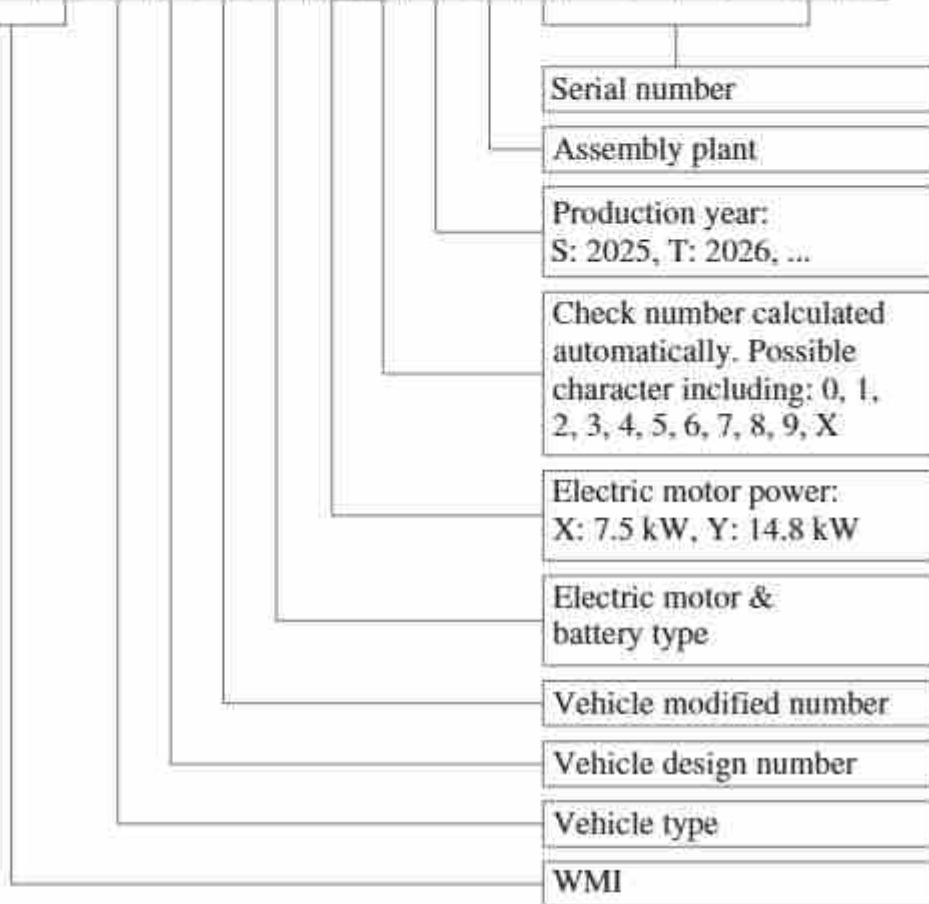 Serial number
Assembly plant
Production year:
S: 2025, T: 2026, ...
Check number calculated
automatically. Possible
character including: 0, 1,
2, 3, 4, 5, 6, 7, 8, 9, X
Electric motor power:
X: 7.5 kW, Y: 14.8 kW
Electric motor &
battery type
Vehicle modified number
Vehicle design number
Vehicle type
WMI